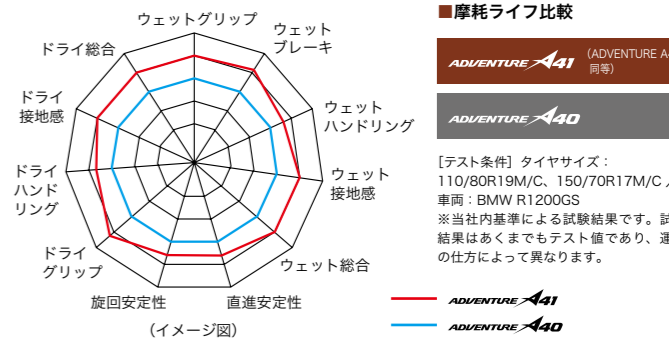 ウェットグリップ
ウェット
ブレーキ
ウェット
ハンドリング
ウェット
接地感
ウェット総合
直進安定性
旋回安定性
ドライ
グリップ
ドライ
ハンド
リング
ドライ
接地感
ドライ総合
(イメージ図)
■摩耗ライフ比較
ADVENTURE A41
(ADVENTURE A4
同等)
ADVENTURE A40
[テスト条件] タイヤサイズ:
110/80R19M/C、150/70R17M/C
車両:BMW R1200GS
※当社内基準による試験結果です。試
結果はあくまでもテスト値であり、運
の仕方によって異なります。
ADVENTURE A41
ADVENTURE A40